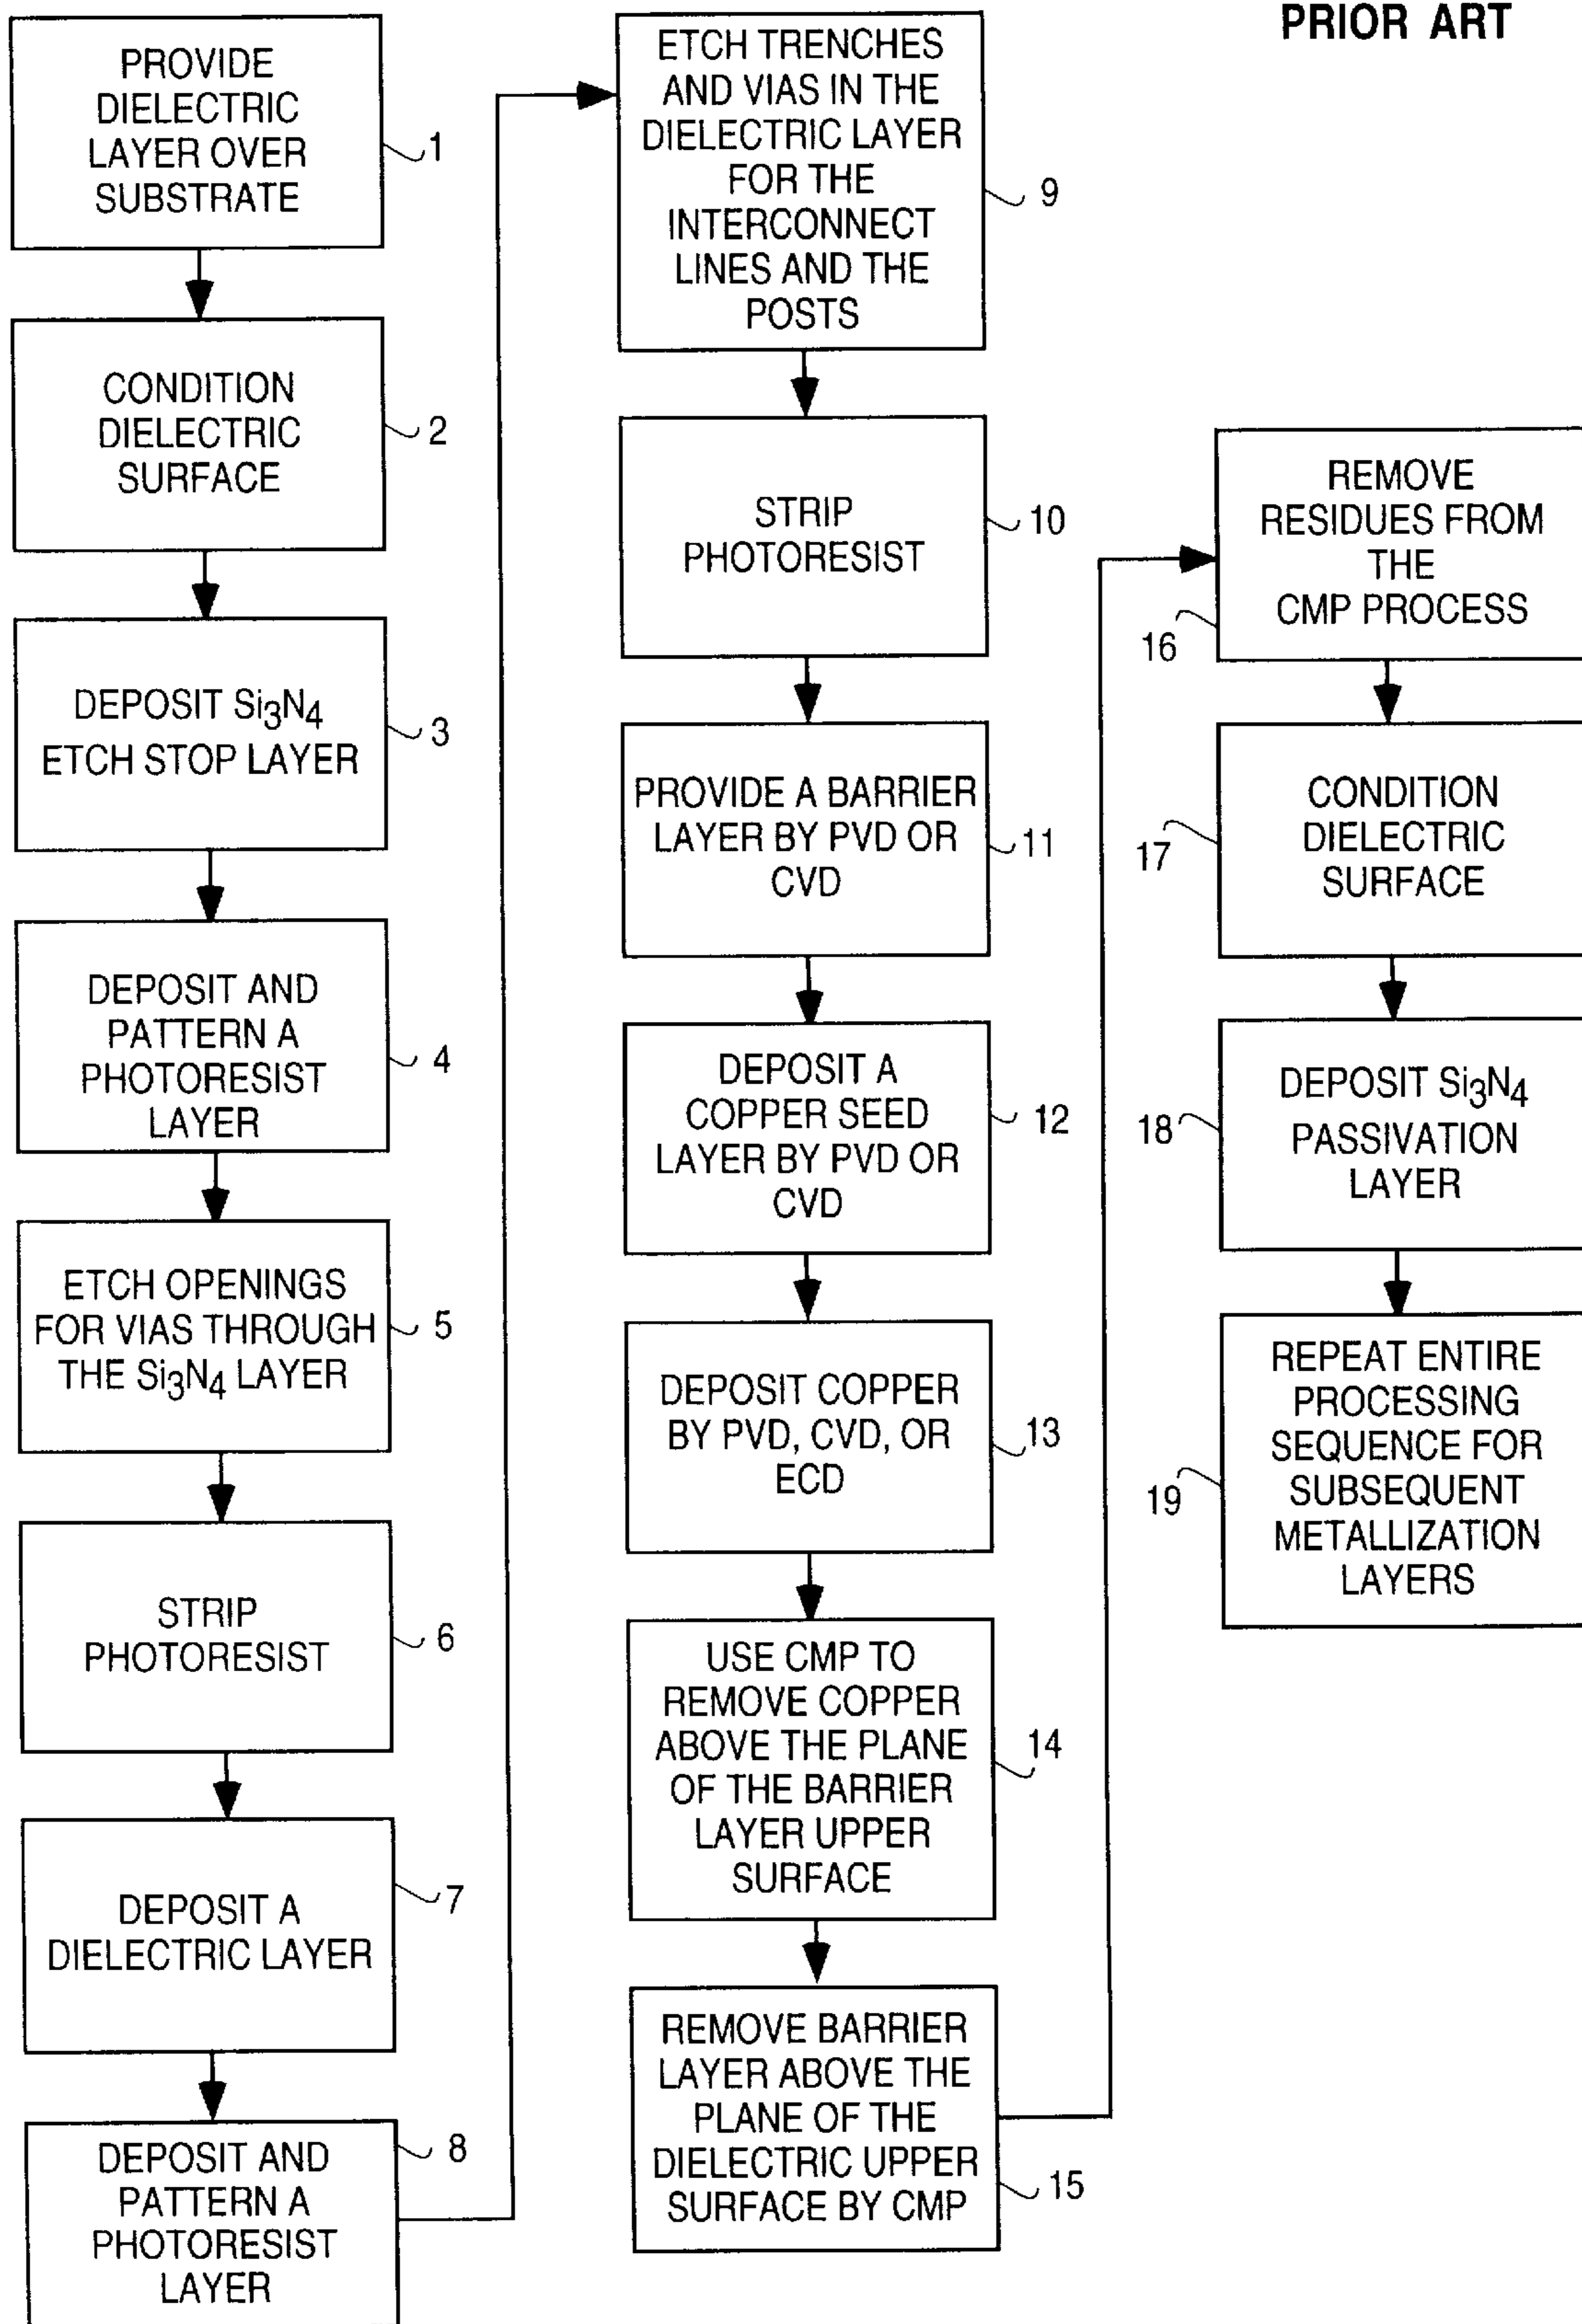 PRIOR ART
PROVIDE
DIELECTRIC
LAYER OVER
SUBSTRATE
1
CONDITION
DIELECTRIC
SURFACE
2
DEPOSIT Si3N4
ETCH STOP LAYER
3
DEPOSIT AND
PATTERN A
PHOTORESIST
LAYER
4
ETCH OPENINGS
FOR VIAS THROUGH
THE Si3N4 LAYER
5
STRIP
PHOTORESIST
6
DEPOSIT A
DIELECTRIC LAYER
7
DEPOSIT AND
PATTERN A
PHOTORESIST
LAYER
8
ETCH TRENCHES
AND VIAS IN THE
DIELECTRIC LAYER
FOR THE
INTERCONNECT
LINES AND THE
POSTS
9
STRIP
PHOTORESIST
10
PROVIDE A BARRIER
LAYER BY PVD OR
CVD
11
DEPOSIT A
COPPER SEED
LAYER BY PVD OR
CVD
12
DEPOSIT COPPER
BY PVD, CVD, OR
ECD
13
USE CMP TO
REMOVE COPPER
ABOVE THE PLANE
OF THE BARRIER
LAYER UPPER
SURFACE
14
REMOVE BARRIER
LAYER ABOVE THE
PLANE OF THE
DIELECTRIC UPPER
SURFACE BY CMP
15
REMOVE
RESIDUES FROM
THE
CMP PROCESS
16
CONDITION
DIELECTRIC
SURFACE
17
DEPOSIT Si3N4
PASSIVATION
LAYER
18
REPEAT ENTIRE
PROCESSING
SEQUENCE FOR
SUBSEQUENT
METALLIZATION
LAYERS
19